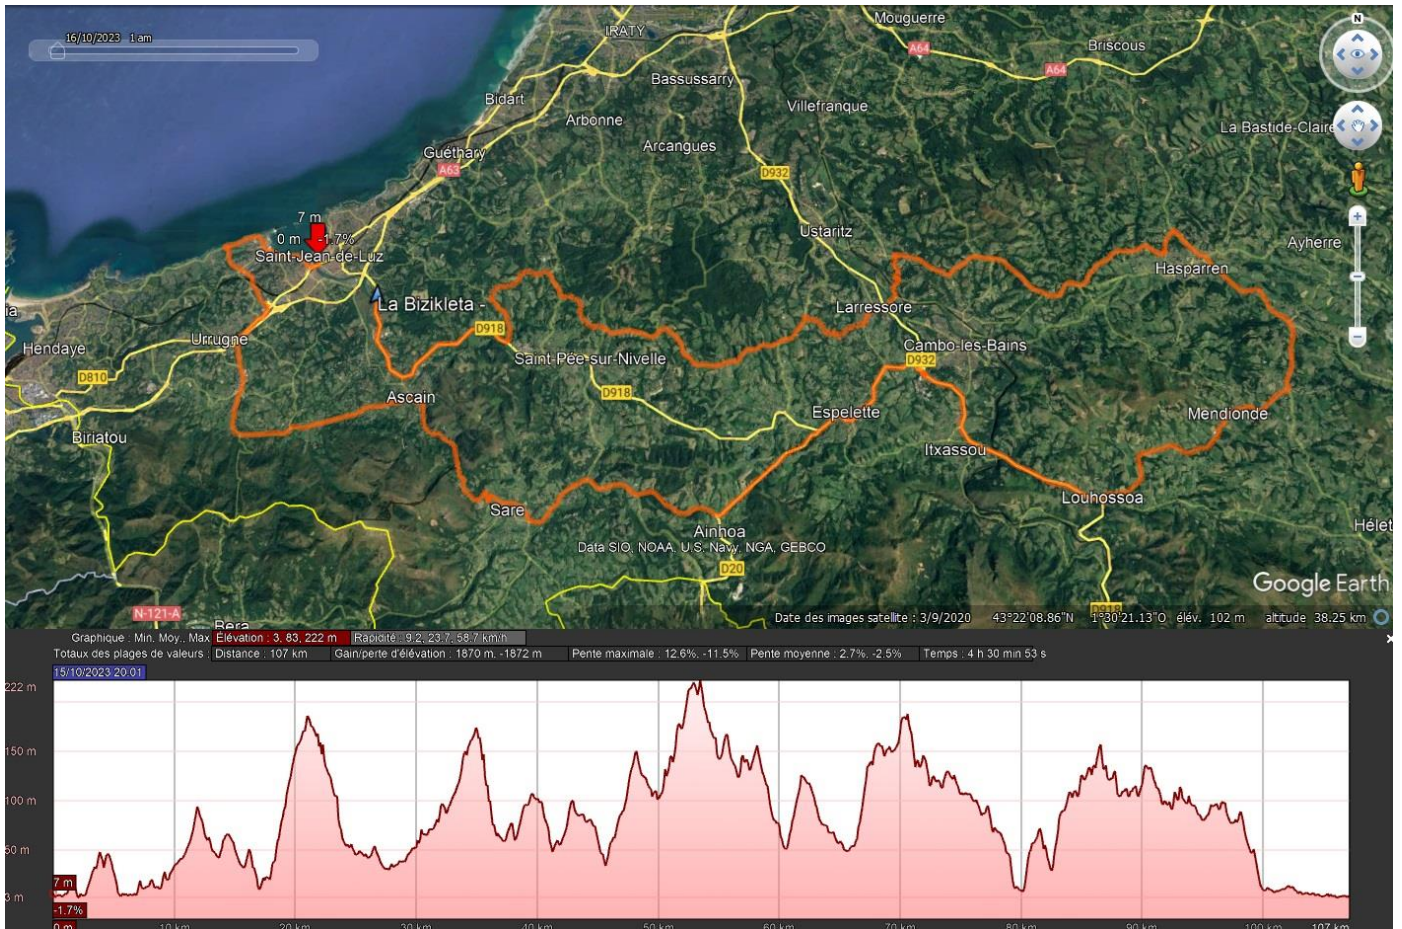 16/10/2023 1 am
N
IRATY
Mouguerre
A64
Briscous
A64
Bassussarry
Bidart
Villefranque
Arbonne
La Bastide-Claire
Arcangues
Guéthary
A63
D932
7 m
0 m -1.7%
Saint-Jean-de-Luz
Ustaritz
Ayherre
Hasparren
La Bizikleta -
Larressore
D918
Urrugne
Hendaye
Cambo-les-Bains
Saint-Pée-sur-Nivelle
D932
D810
D918
Ascain
Espelette
Mendionde
Biriatou
Itxassou
Louhossoa
Sare
Ainhoa
Hélet
Data SIO, NOAA, U.S. Navy, NGA, GEBCO
D20
Google Earth
N-121-A
D918
Bera
Date des images satellite : 3/9/2020 43°22'08.86"N 1°30'21.13"O élév. 102 m altitude 38.25 km
Graphique : Min, Moy., Max Élévation : 3, 83, 222 m Rapidité : 9.2, 23.7, 58.7 km/h
Totaux des plages de valeurs : Distance : 107 km Gain/perte d'élévation : 1870 m, -1872 m Pente maximale : 12.6%, -11.5% Pente moyenne : 2.7%, -2.5% Temps : 4 h 30 min 53 s
15/10/2023 20:01
222 m
150 m
100 m
50 m
7 m
3 m
-1.7%
0 m 10 km 20 km 30 km 40 km 50 km 60 km 70 km 80 km 90 km 100 km 107 km